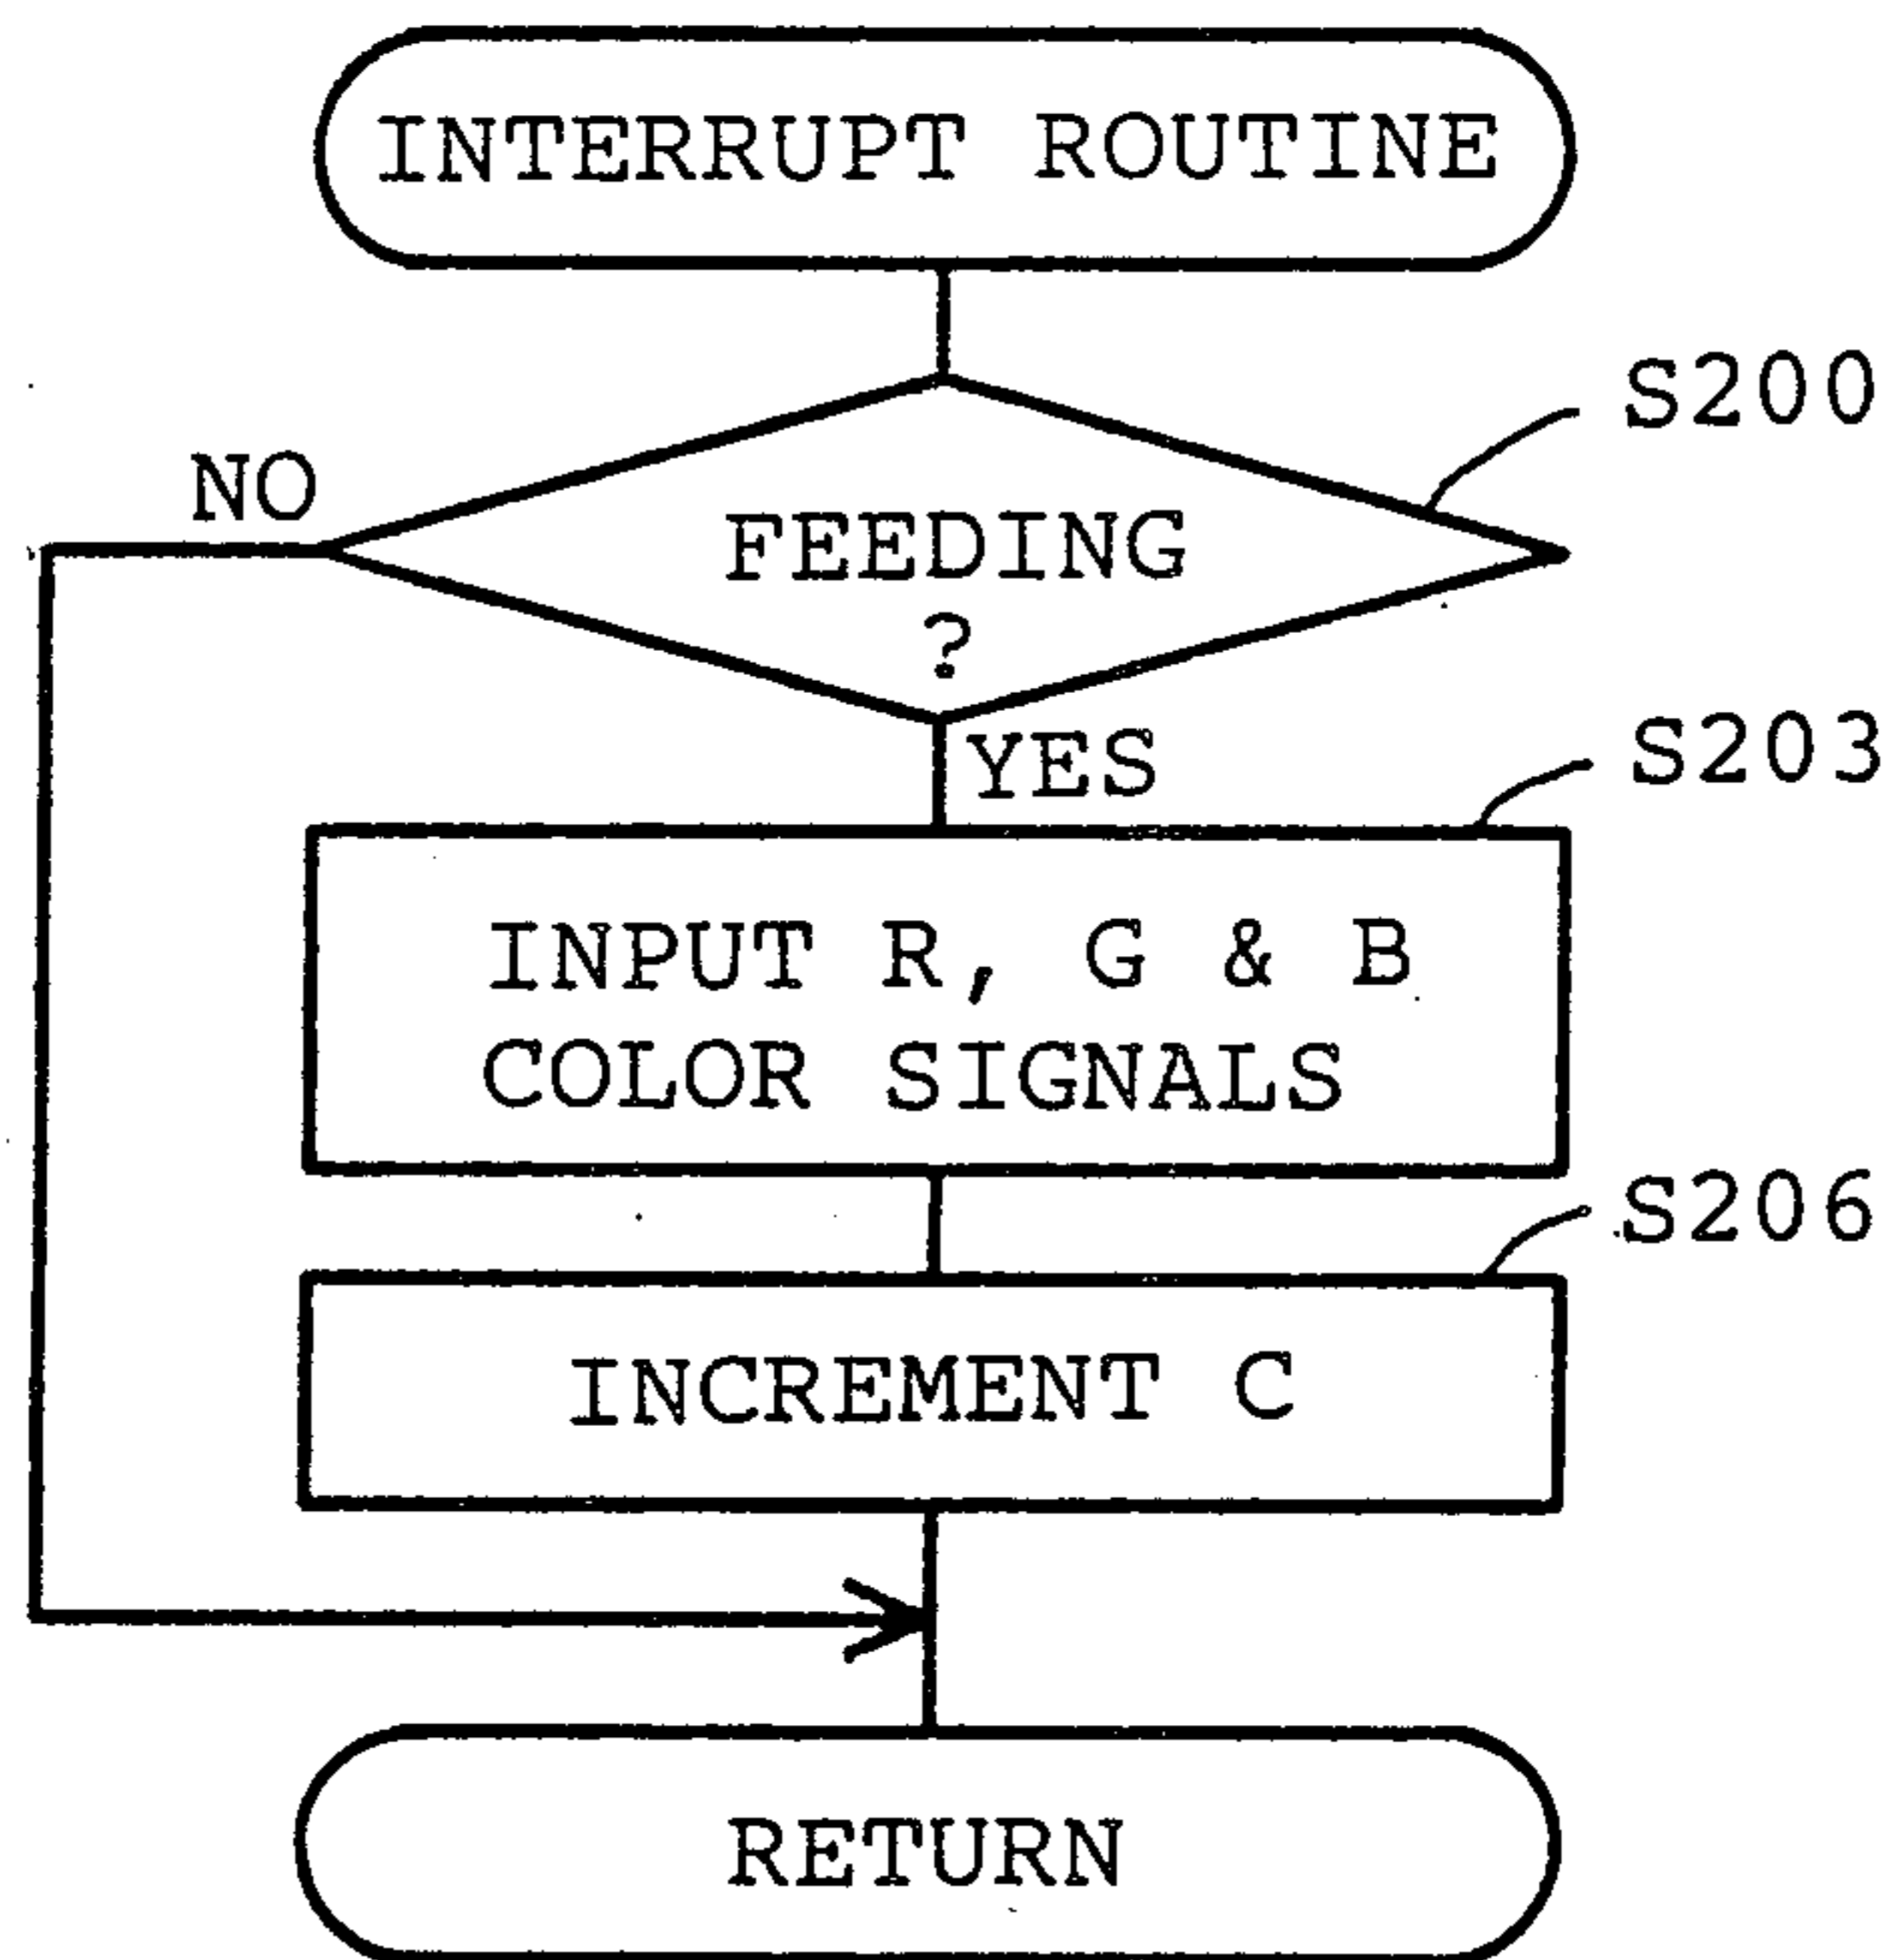 INTERRUPT ROUTINE
S200
NO
FEEDING
?
YES
S203
INPUT R, G & B
COLOR SIGNALS
S206
INCREMENT C
RETURN